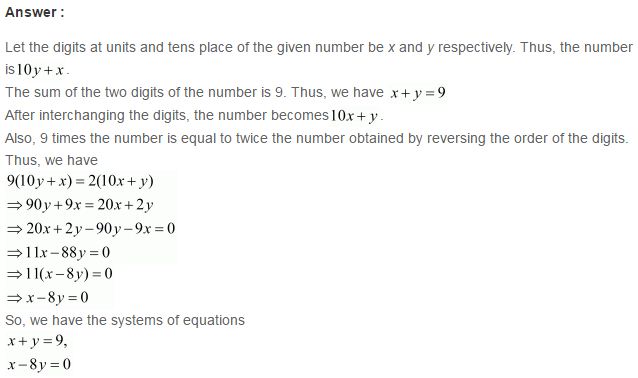 Answer :
Let the digits at units and tens place of the given number be x and y respectively. Thus, the number
is 10y + x .
The sum of the two digits of the number is 9. Thus, we have x + y = 9
After interchanging the digits, the number becomes 10x + y .
Also, 9 times the number is equal to twice the number obtained by reversing the order of the digits.
Thus, we have
9(10y + x) = 2(10x + y)
⇒ 90y + 9x = 20x + 2y
⇒ 20x + 2y − 90y − 9x = 0
⇒ 11x − 88y = 0
⇒ 11(x − 8y) = 0
⇒ x − 8y = 0
So, we have the systems of equations
x + y = 9,
x − 8y = 0